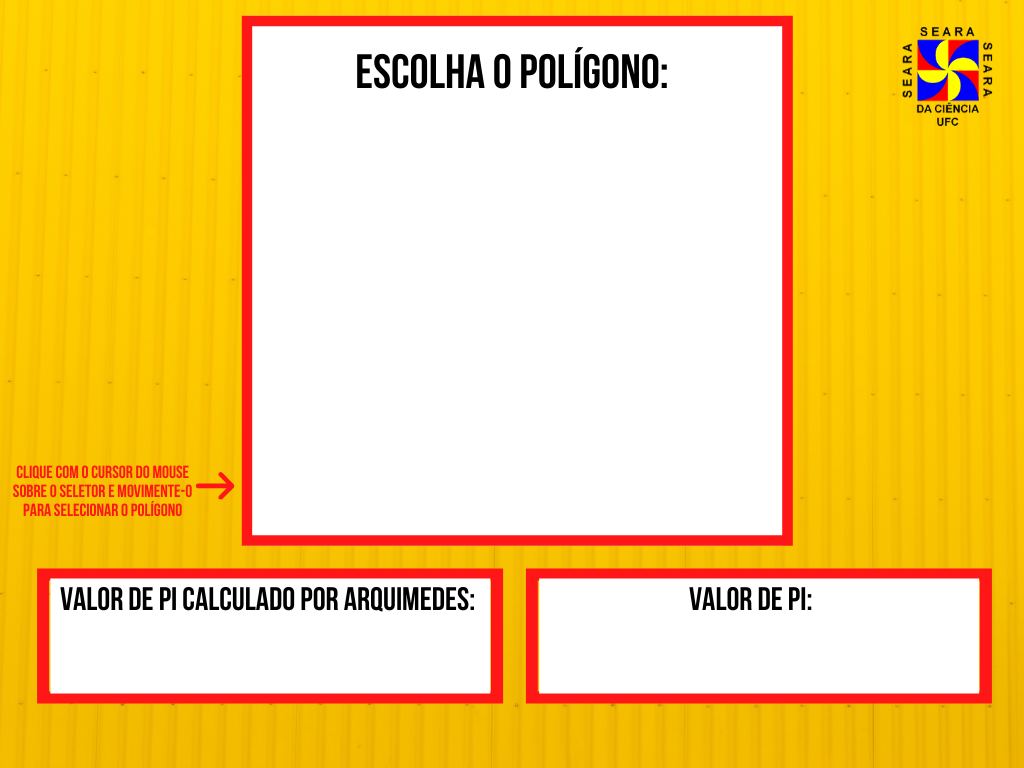 ESCOLHA O POLÍGONO:
SEARA
SEARA
SEARA
DA CIÊNCIA
UFC
CLIQUE COM O CURSOR DO MOUSE
SOBRE O SELETOR E MOVIMENTE-O
PARA SELECIONAR O POLÍGONO
VALOR DE PI CALCULADO POR ARQUIMEDES:
VALOR DE PI: